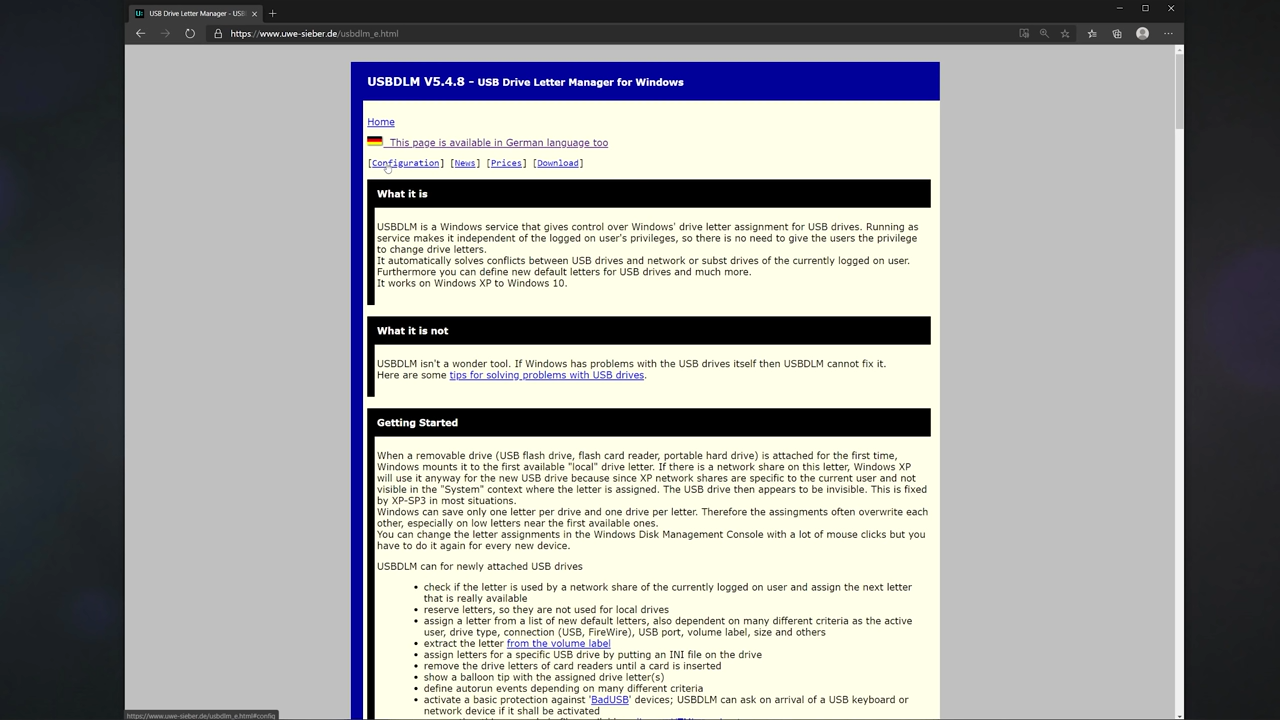 USB Drive Letter Manager - USB
https://www.uwe-sieber.de/usbdlm_e.html
USBDLM V5.4.8 - USB Drive Letter Manager for Windows
Home
This page is available in German language too
[Configuration] [News] [Prices] [Download]
What it is
USBDLM is a Windows service that gives control over Windows' drive letter assignment for USB drives. Running as
service makes it independent of the logged on user's privileges, so there is no need to give the users the privilege
to change drive letters.
It automatically solves conflicts between USB drives and network or subst drives of the currently logged on user.
Furthermore you can define new default letters for USB drives and much more.
It works on Windows XP to Windows 10.
What it is not
USBDLM isn't a wonder tool. If Windows has problems with the USB drives itself then USBDLM cannot fix it.
Here are some tips for solving problems with USB drives.
Getting Started
When a removable drive (USB flash drive, flash card reader, portable hard drive) is attached for the first time,
Windows mounts it to the first available "local" drive letter. If there is a network share on this letter, Windows XP
will use it anyway for the new USB drive because since XP network shares are specific to the current user and not
visible in the "System" context where the letter is assigned. The USB drive then appears to be invisible. This is fixed
by XP-SP3 in most situations.
Windows can save only one letter per drive and one drive per letter. Therefore the assingments often overwrite each
other, especially on low letters near the first available ones.
You can change the letter assignments in the Windows Disk Management Console with a lot of mouse clicks but you
have to do it again for every new device.
USBDLM can for newly attached USB drives
• check if the letter is used by a network share of the currently logged on user and assign the next letter
that is really available
• reserve letters, so they are not used for local drives
• assign a letter from a list of new default letters, also dependent on many different criteria as the active
user, drive type, connection (USB, FireWire), USB port, volume label, size and others
• extract the letter from the volume label
• assign letters for a specific USB drive by putting an INI file on the drive
• remove the drive letters of card readers until a card is inserted
• show a balloon tip with the assigned drive letter(s)
• define autorun events depending on many different criteria
• activate a basic protection against 'BadUSB' devices; USBDLM can ask on arrival of a USB keyboard or
network device if it shall be activated
https://www.uwe-sieber.de/usbdlm_e.html#config